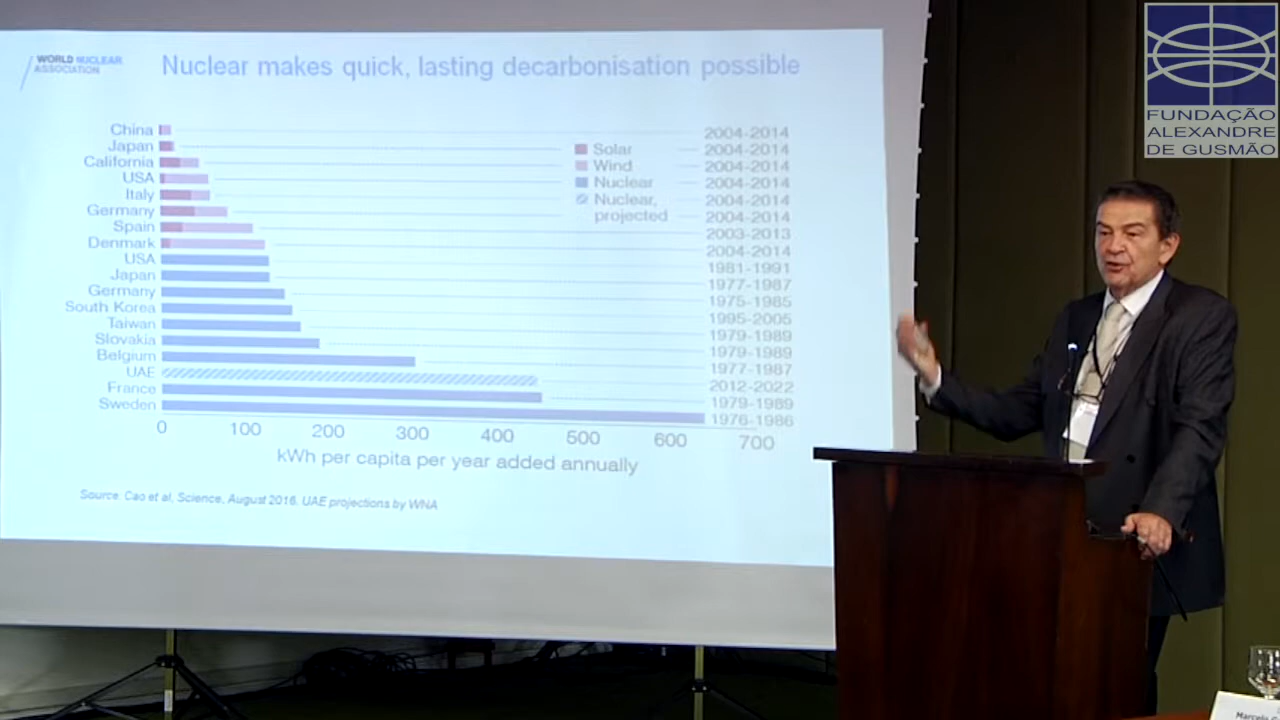 WORLD NUCLEAR
ASSOCIATION
Nuclear makes quick, lasting decarbonisation possible
China 2004-2014
Japan 2004-2014
California 2004-2014
USA 2004-2014
Italy 2004-2014
Germany 2004-2014
Spain 2003-2013
Denmark 2004-2014
USA 1981-1991
Japan 1977-1987
Germany 1975-1985
South Korea 1995-2005
Taiwan 1979-1989
Slovakia 1979-1989
Belgium 1977-1987
UAE 2012-2022
France 1979-1989
Sweden 1976-1986
Solar
Wind
Nuclear
Nuclear,
projected
0 100 200 300 400 500 600 700
kWh per capita per year added annually
Source: Cao et al, Science, August 2016. UAE projections by WNA
FUNDAÇÃO
ALEXANDRE
DE GUSMÃO